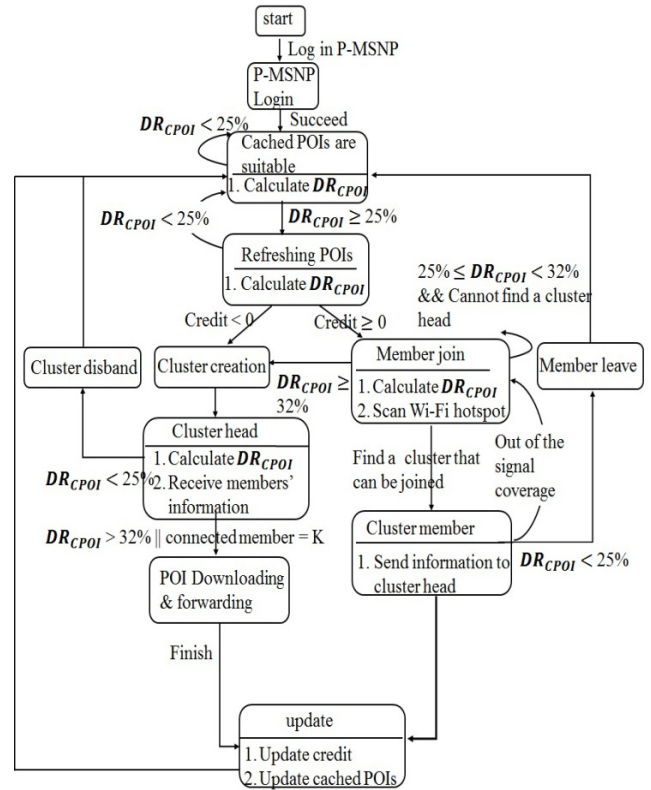 start
Log in P-MSNP
P-MSNP
Login
Succeed
DR_CPOI < 25%
Cached POIs are
suitable
1. Calculate DR_CPOI
DR_CPOI < 25%
DR_CPOI ≥ 25%
Refreshing POIs
1. Calculate DR_CPOI
25% ≤ DR_CPOI < 32%
&& Cannot find a cluster
head
Credit < 0
Credit ≥ 0
Cluster disband
Cluster creation
DR_CPOI ≥
32%
Member join
1. Calculate DR_CPOI
2. Scan Wi-Fi hotspot
Member leave
Cluster head
1. Calculate DR_CPOI
2. Receive members'
information
DR_CPOI < 25%
Find a cluster that
can be joined
Out of the
signal
coverage
DR_CPOI > 32% || connected member = K
Cluster member
1. Send information to
cluster head
DR_CPOI < 25%
POI Downloading
& forwarding
Finish
update
1. Update credit
2. Update cached POIs